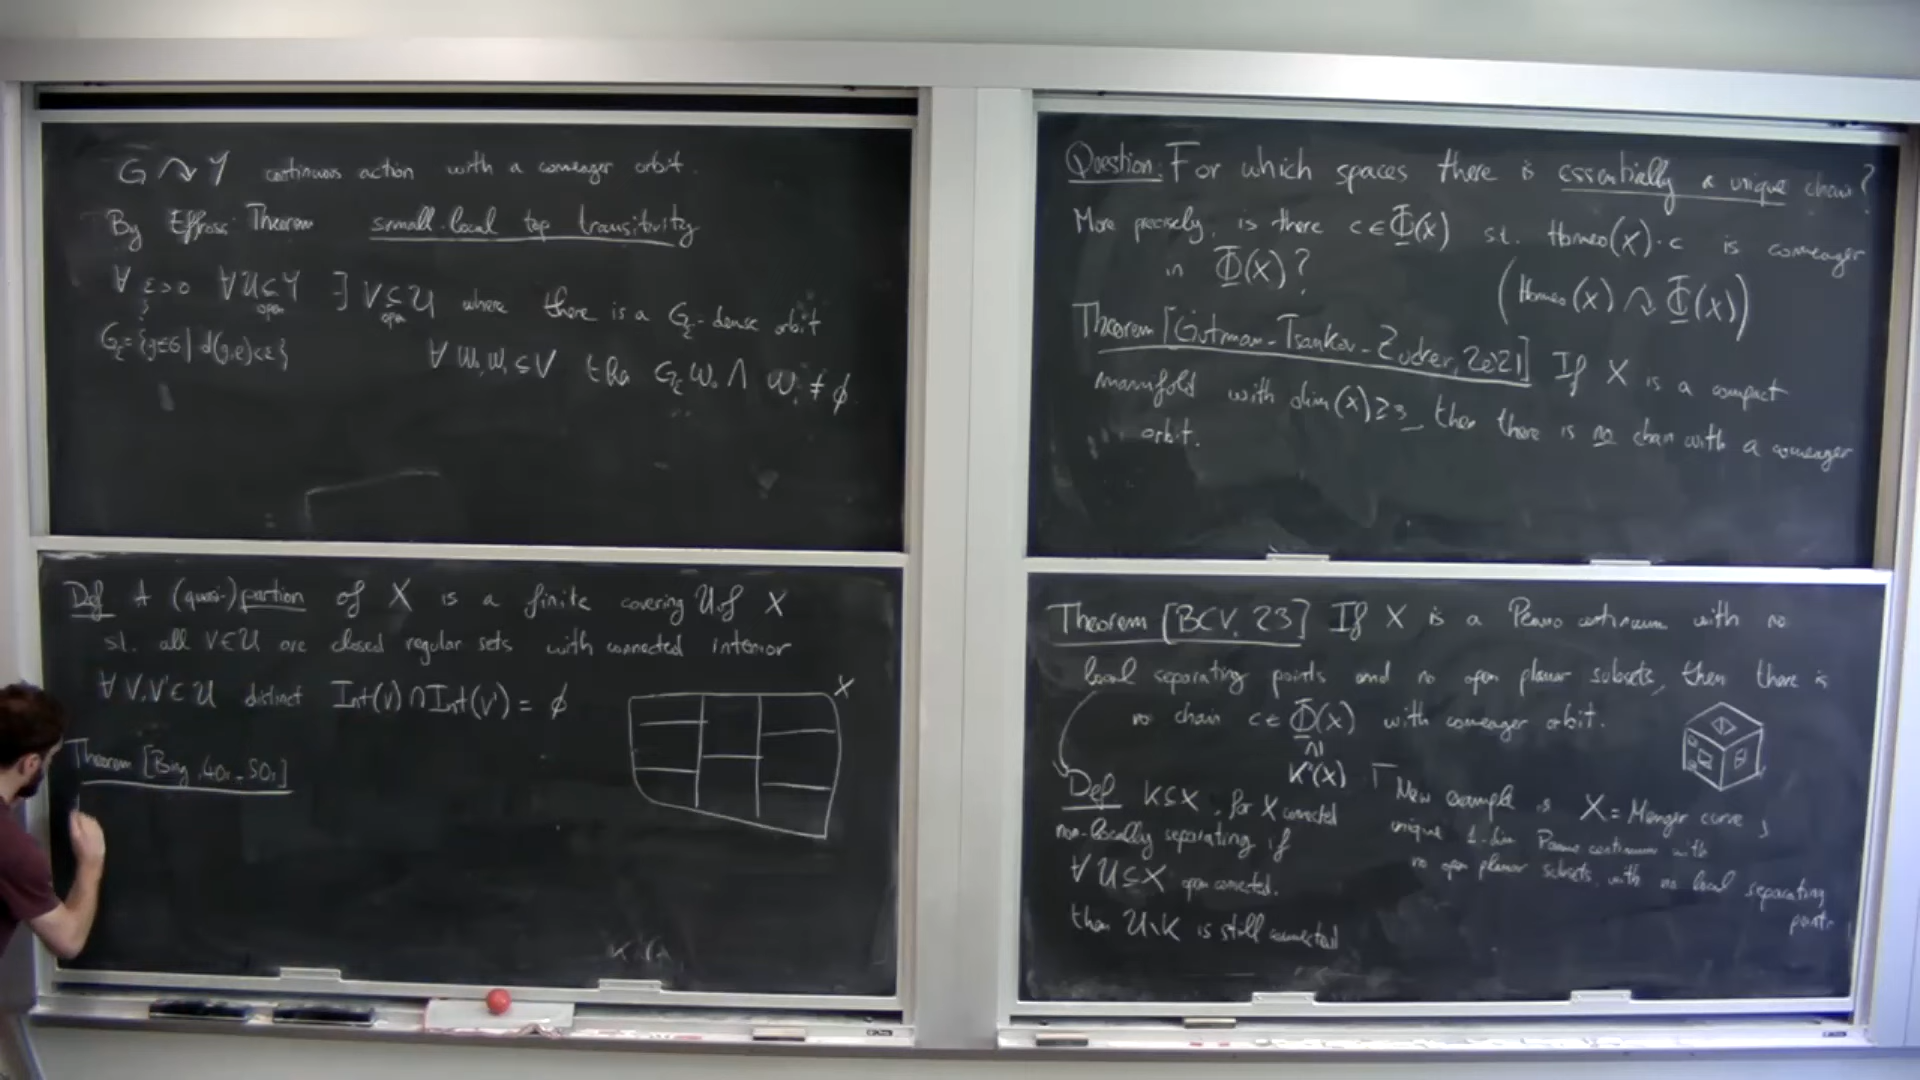 G ↷ Y continuous action with a comeager orbit.
By Effros Theorem small local top transitivity
∀ ε>0 ∀ U ⊆ Y ∃ V ⊆ U where there is a G_ε-dense orbit
open open
G_ε = {g∈G | d(g,e)<ε} ∀ W₀, W₁ ⊆ V G_ε W₀ ∩ W₁ ≠ ∅
Def A (quasi-)partion of X is a finite covering U of X
st. all V∈U are closed regular sets with connected interior
∀ V, V' ∈ U distinct Int(V) ∩ Int(V') = ∅
X
Theorem [Bing, 40s-50s]
Question: For which spaces there is essentially a unique chain?
More precisely, is there c ∈ Φ(X) st. Homeo(X)·c is comeager
in Φ(X)? (Homeo(X) ↷ Φ(X))
Theorem [Gutman-Tsankov-Zucker, 2021] If X is a compact
manifold with dim(X) ≥ 3, then there is no chain with a comeager
orbit.
Theorem [BCV, 23] If X is a Peano continuum with no
local separating points and no open planar subsets, then there is
no chain c ∈ Φ(X) with comeager orbit.
Def K ⊆ X, for X connected
non-locally separating if
∀ U ⊆ X open connected.
then U \ K is still connected
New example is X = Menger curve,
unique 1-dim Peano continuum with
no open planar subsets, with no local separating
points